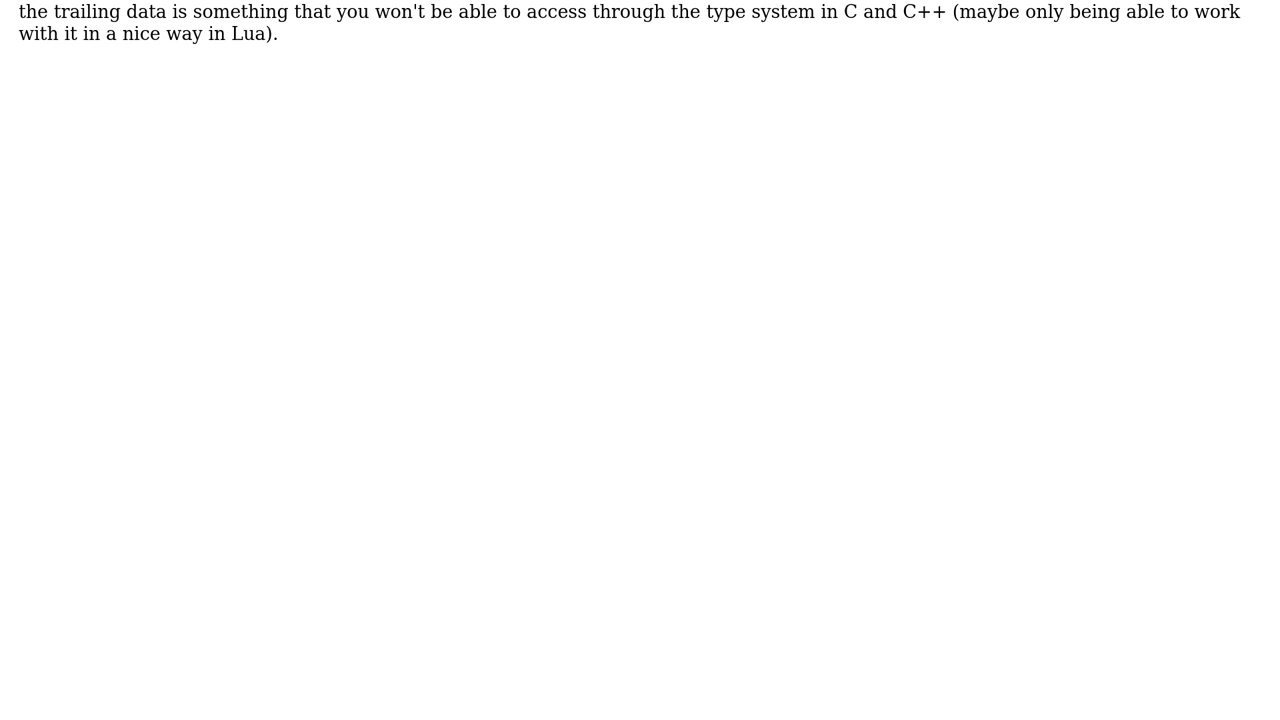 the trailing data is something that you won't be able to access through the type system in C and C++ (maybe only being able to work
with it in a nice way in Lua).